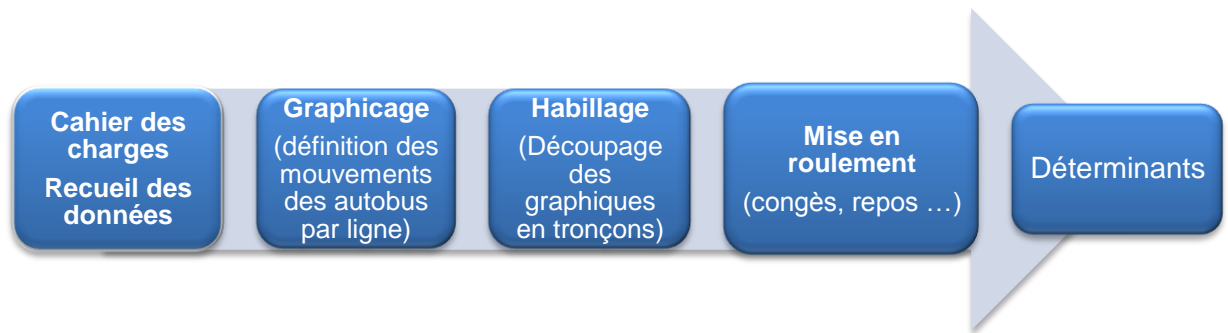 Cahier des
charges
Recueil des
données
Graphicage
(définition des
mouvements
des autobus
par ligne)
Habillage
(Découpage
des
graphiques
en tronçons)
Mise en
roulement
(congès, repos …)
Déterminants